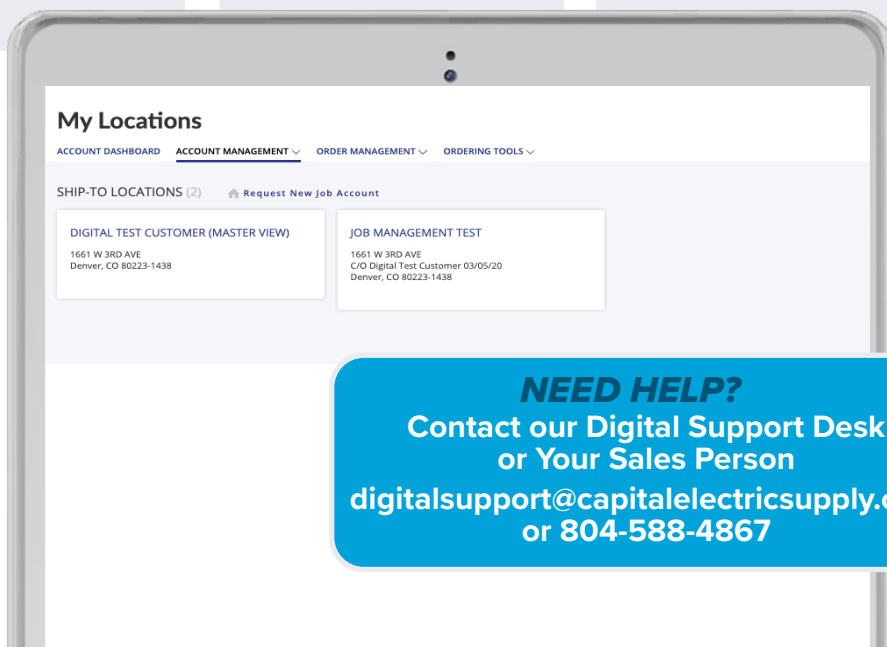 My Locations
ACCOUNT DASHBOARD ACCOUNT MANAGEMENT ORDER MANAGEMENT ORDERING TOOLS
SHIP-TO LOCATIONS (2) Request New Job Account
DIGITAL TEST CUSTOMER (MASTER VIEW)
1661 W 3RD AVE
Denver, CO 80223-1438
JOB MANAGEMENT TEST
1661 W 3RD AVE
C/O Digital Test Customer 03/05/20
Denver, CO 80223-1438
NEED HELP?
Contact our Digital Support Desk
or Your Sales Person
digitalsupport@capitalelectricsupply.c
or 804-588-4867